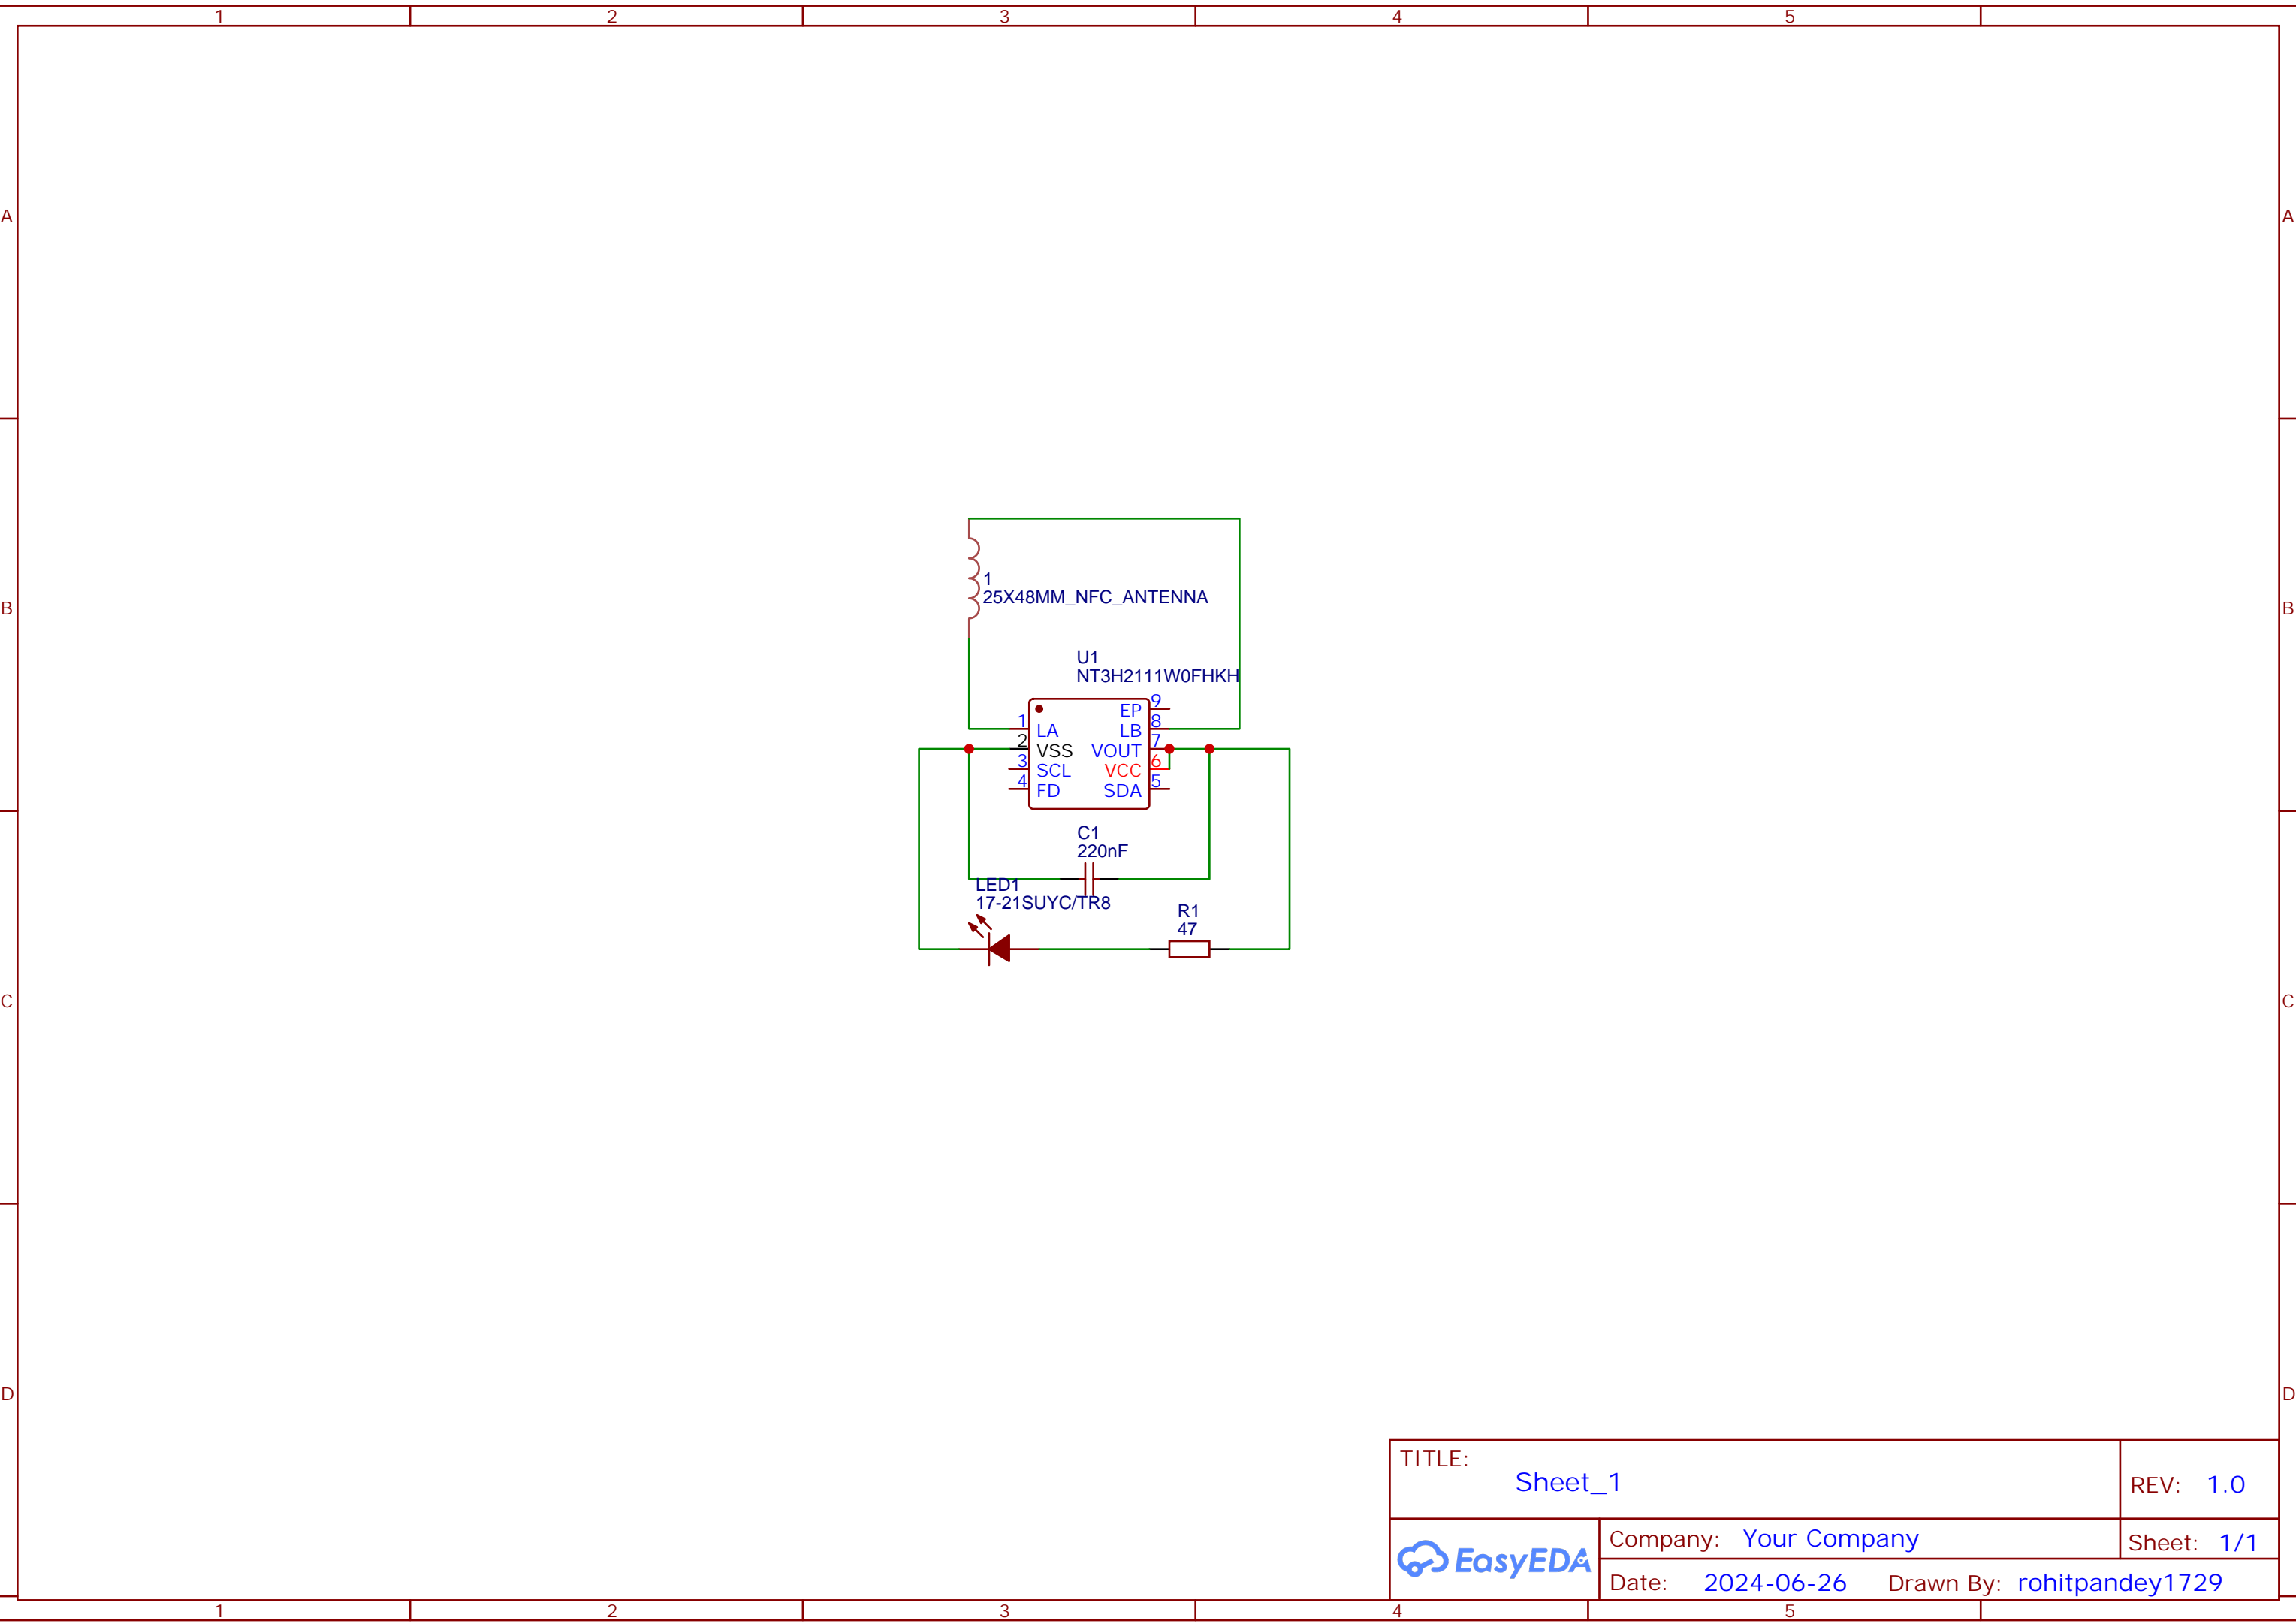 1 2 3 4 5
A A
B B
C C
D D
1
25X48MM_NFC_ANTENNA
U1
NT3H2111W0FHKH
EP 9
1 LA LB 8
2 VSS VOUT 7
3 SCL VCC 6
4 FD SDA 5
C1
220nF
LED1
17-21SUYC/TR8
R1
47
TITLE:
Sheet_1
REV: 1.0
EasyEDA
Company: Your Company
Sheet: 1/1
Date: 2024-06-26 Drawn By: rohitpandey1729
1 2 3 4 5